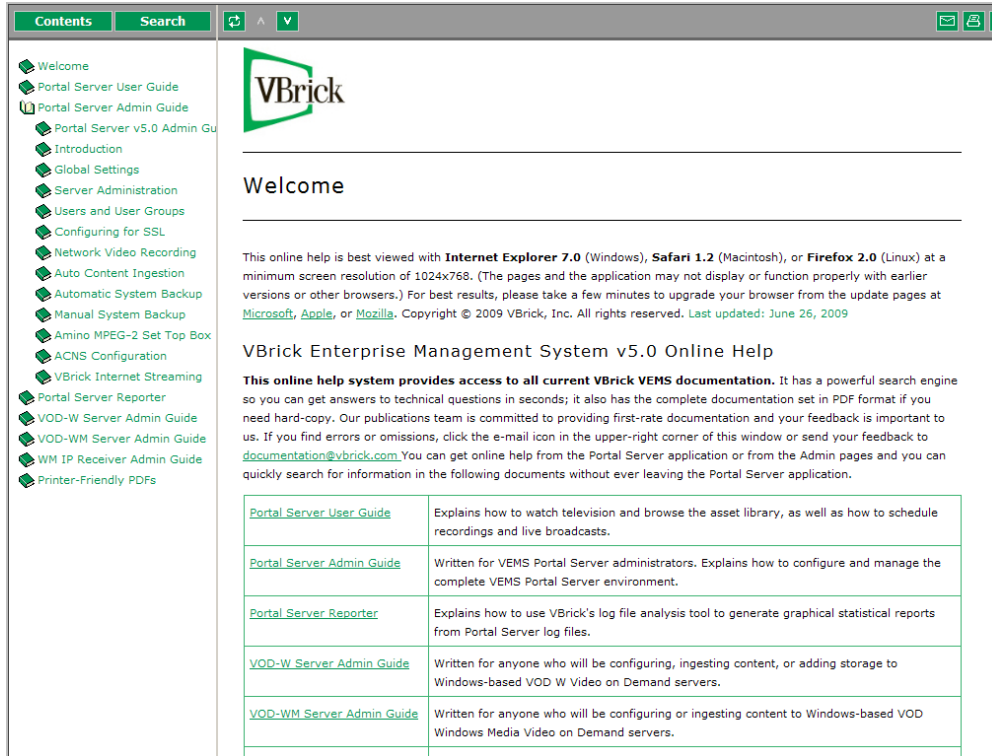 Contents
Search
Welcome
Portal Server User Guide
Portal Server Admin Guide
Portal Server v5.0 Admin Gu
Introduction
Global Settings
Server Administration
Users and User Groups
Configuring for SSL
Network Video Recording
Auto Content Ingestion
Automatic System Backup
Manual System Backup
Amino MPEG-2 Set Top Box
ACNS Configuration
VBrick Internet Streaming
Portal Server Reporter
VOD-W Server Admin Guide
VOD-WM Server Admin Guide
WM IP Receiver Admin Guide
Printer-Friendly PDFs
VBrick
Welcome
This online help is best viewed with Internet Explorer 7.0 (Windows), Safari 1.2 (Macintosh), or Firefox 2.0 (Linux) at a
minimum screen resolution of 1024x768. (The pages and the application may not display or function properly with earlier
versions or other browsers.) For best results, please take a few minutes to upgrade your browser from the update pages at
Microsoft, Apple, or Mozilla. Copyright © 2009 VBrick, Inc. All rights reserved. Last updated: June 26, 2009
VBrick Enterprise Management System v5.0 Online Help
This online help system provides access to all current VBrick VEMS documentation. It has a powerful search engine
so you can get answers to technical questions in seconds; it also has the complete documentation set in PDF format if you
need hard-copy. Our publications team is committed to providing first-rate documentation and your feedback is important to
us. If you find errors or omissions, click the e-mail icon in the upper-right corner of this window or send your feedback to
documentation@vbrick.com You can get online help from the Portal Server application or from the Admin pages and you can
quickly search for information in the following documents without ever leaving the Portal Server application.
Portal Server User Guide
Explains how to watch television and browse the asset library, as well as how to schedule
recordings and live broadcasts.
Portal Server Admin Guide
Written for VEMS Portal Server administrators. Explains how to configure and manage the
complete VEMS Portal Server environment.
Portal Server Reporter
Explains how to use VBrick's log file analysis tool to generate graphical statistical reports
from Portal Server log files.
VOD-W Server Admin Guide
Written for anyone who will be configuring, ingesting content, or adding storage to
Windows-based VOD W Video on Demand servers.
VOD-WM Server Admin Guide
Written for anyone who will be configuring or ingesting content to Windows-based VOD
Windows Media Video on Demand servers.